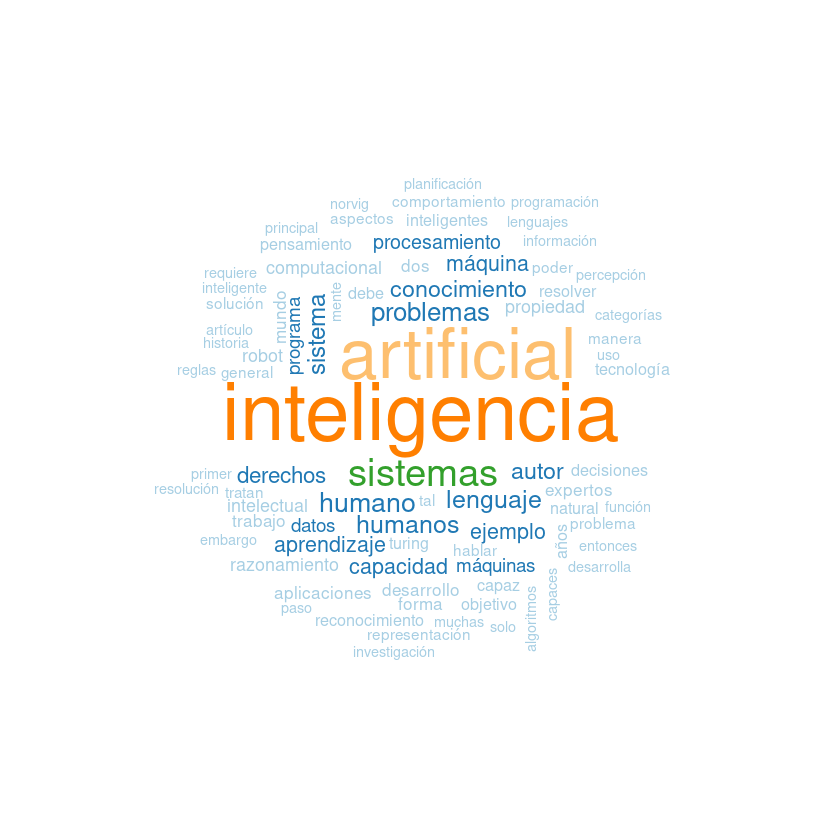 planificación
norvig comportamiento programación
principal aspectos inteligentes lenguajes
pensamiento procesamiento información
requiere computacional dos máquina poder percepción
inteligente mundo mente debe conocimiento resolver
solución programa sistema problemas propiedad categorías
artículo
historia robot artificial manera
uso
reglas general tecnología
inteligencia
primer derechos sistemas autor decisiones
resolución tratan intelectual humano tal lenguaje expertos natural función
trabajo datos humanos ejemplo años problema
embargo aprendizaje turing hablar entonces
razonamiento capacidad máquinas desarrolla
aplicaciones desarrollo capaz algoritmos capaces
paso forma objetivo
reconocimiento muchas solo
representación
investigación